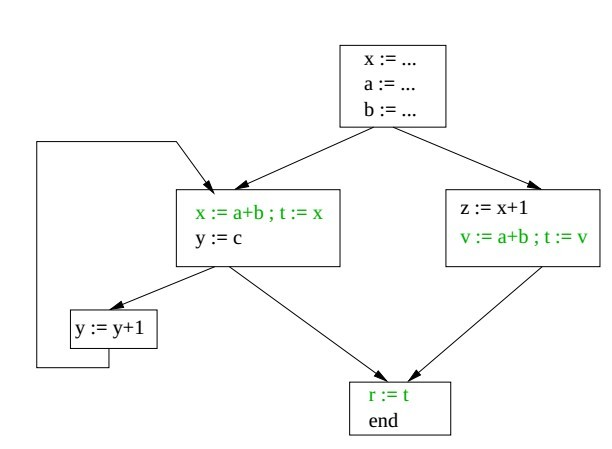 x := ...
a := ...
b := ...
x := a+b ; t := x
y := c
z := x+1
v := a+b ; t := v
y := y+1
r := t
end